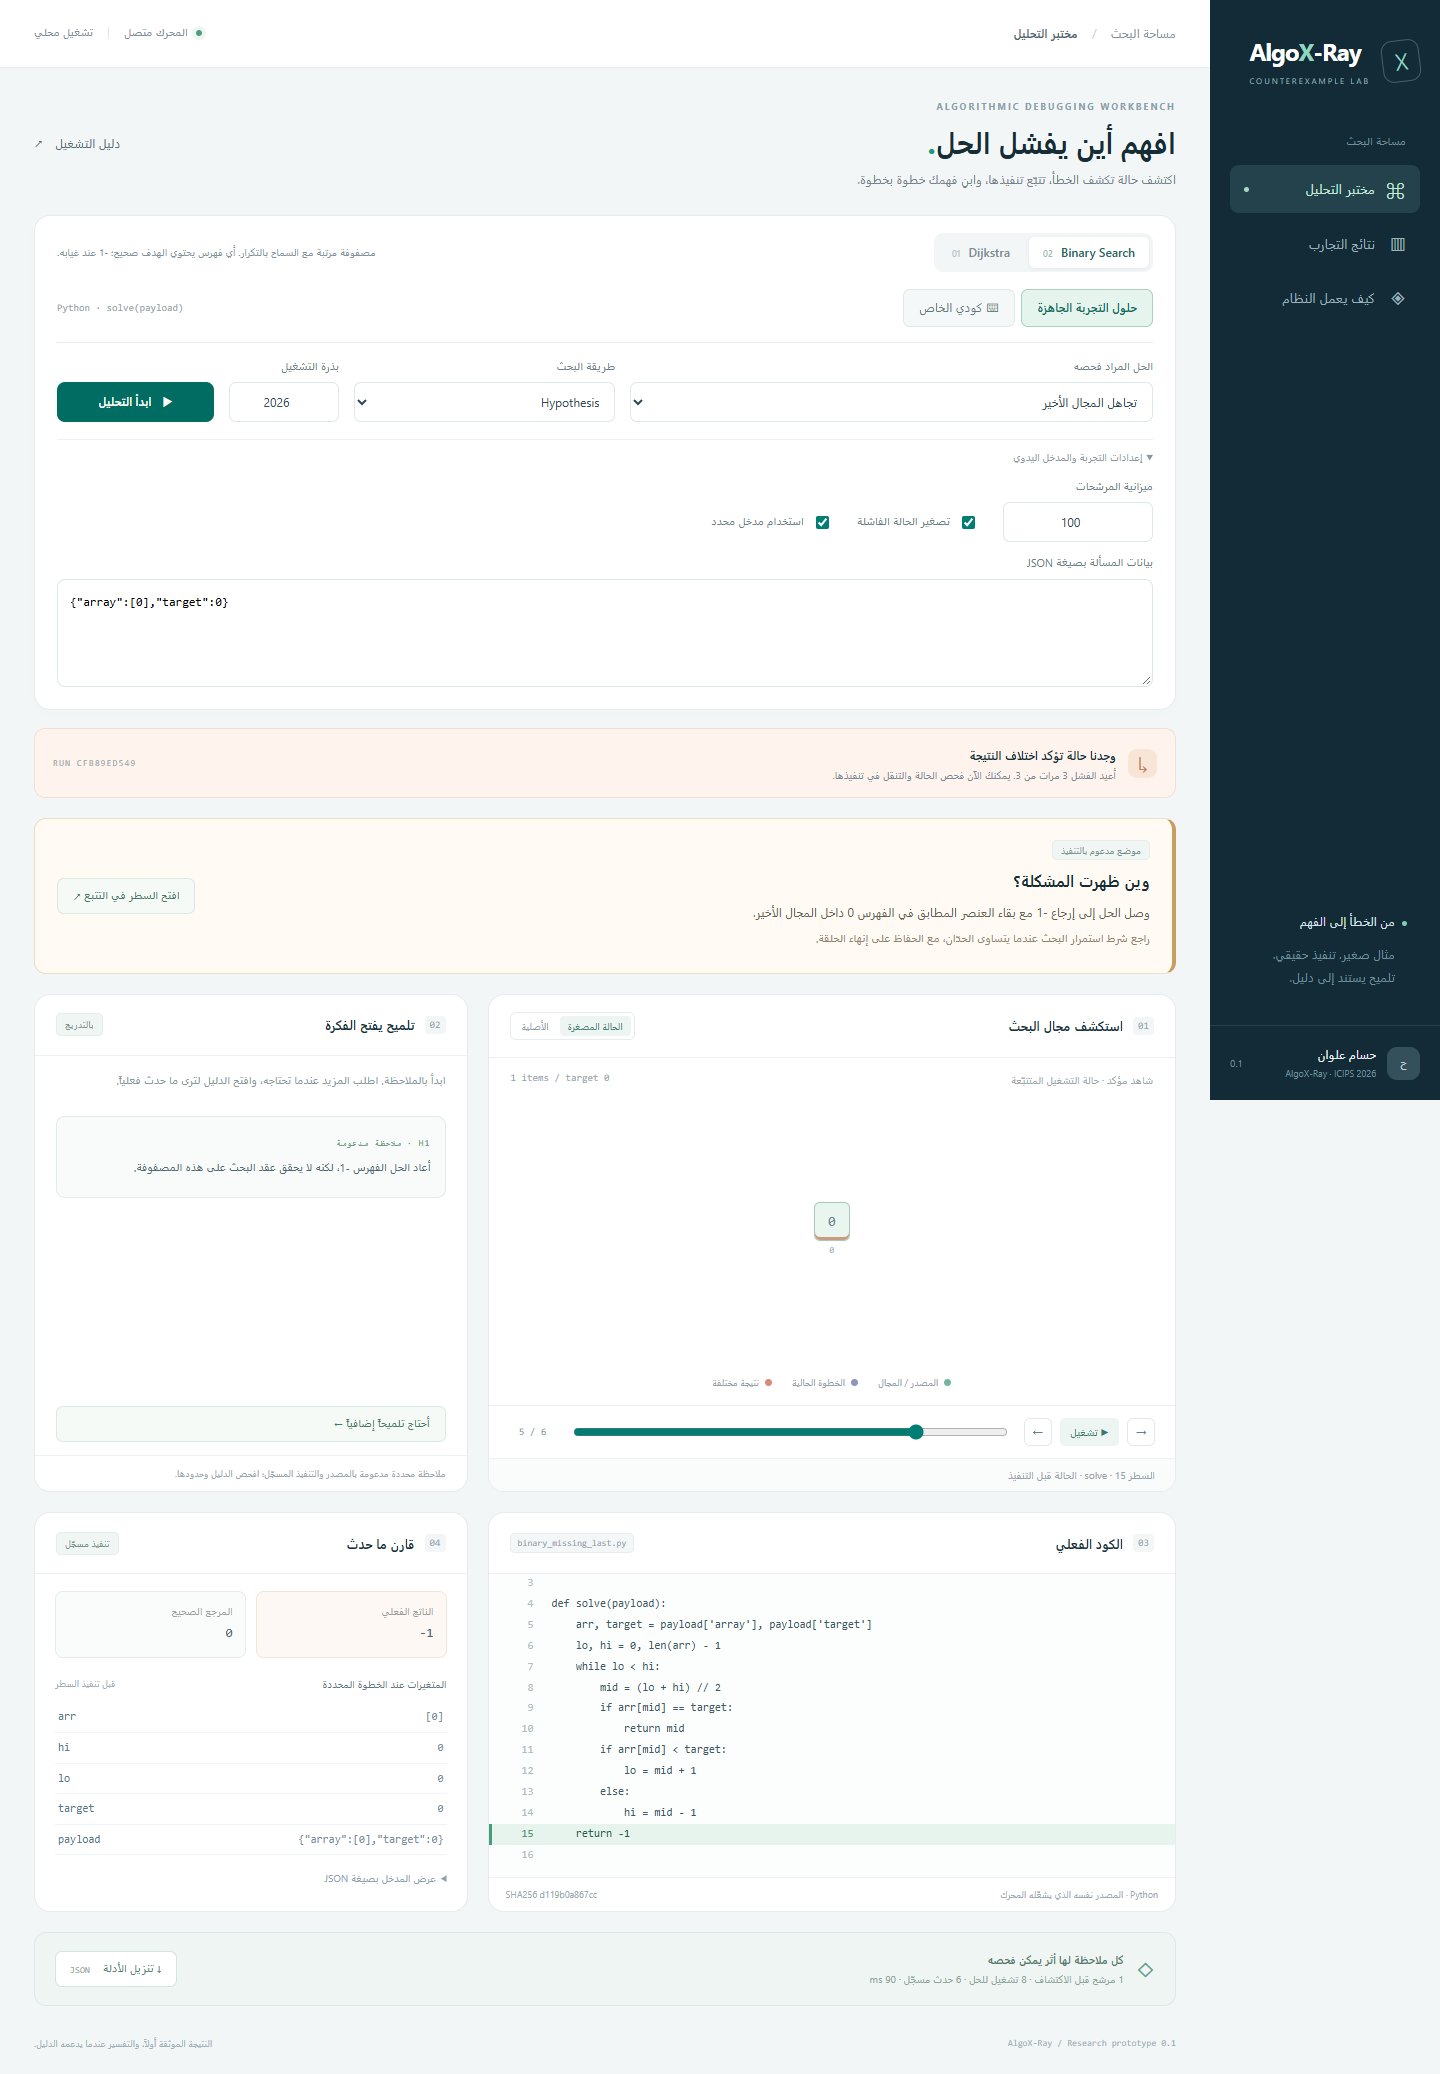 X
AlgoX-Ray
COUNTEREXAMPLE LAB
مساحة البحث
مختبر التحليل
نتائج التجارب
كيف يعمل النظام
من الخطأ إلى الفهم
مثال صغير. تنفيذ حقيقي.
تلميح يستند إلى دليل.
ح
حسام علوان
AlgoX-Ray · ICIPS 2026
0.1
مساحة البحث / مختبر التحليل
المحرك متصل
تشغيل محلي
ALGORITHMIC DEBUGGING WORKBENCH
افهم أين يفشل الحل.
اكتشف حالة تكشف الخطأ، تتبّع تنفيذها، وابنِ فهمك خطوة بخطوة.
دليل التشغيل ↗
01 Dijkstra
02 Binary Search
مصفوفة مرتبة مع السماح بالتكرار. أي فهرس يحتوي الهدف صحيح؛ -1 عند غيابه.
حلول التجربة الجاهزة
⌨ كودي الخاص
Python · solve(payload)
الحل المراد فحصه
تجاهل المجال الأخير
طريقة البحث
Hypothesis
بذرة التشغيل
2026
▶ ابدأ التحليل
▼ إعدادات التجربة والمدخل اليدوي
ميزانية المرشحات
100
تصغير الحالة الفاشلة
استخدام مدخل محدد
بيانات المسألة بصيغة JSON
{"array":[0],"target":0}
وجدنا حالة تؤكد اختلاف النتيجة
أعيد الفشل 3 مرات من 3. يمكنك الآن فحص الحالة والتنقل في تنفيذها.
RUN CFB89ED549
موضع مدعوم بالتنفيذ
وين ظهرت المشكلة؟
وصل الحل إلى إرجاع -1 مع بقاء العنصر المطابق في الفهرس 0 داخل المجال الأخير.
راجع شرط استمرار البحث عندما يتساوى الحدّان، مع الحفاظ على إنهاء الحلقة.
افتح السطر في التتبع ↗
01 استكشف مجال البحث
الحالة المصغرة
الأصلية
شاهد مؤكد · حالة التشغيل المتتبّعة
1 items / target 0
0
0
المصدر / المجال
الخطوة الحالية
نتيجة مختلفة
→
▶ تشغيل
←
5 / 6
السطر 15 · solve · الحالة قبل التنفيذ
02 تلميح يفتح الفكرة
بالتدريج
ابدأ بالملاحظة. اطلب المزيد عندما تحتاجه، وافتح الدليل لترى ما حدث فعلياً.
H1 · ملاحظة مدعومة
أعاد الحل الفهرس -1، لكنه لا يحقق عقد البحث على هذه المصفوفة.
أحتاج تلميحاً إضافياً ←
ملاحظة محددة مدعومة بالمصدر والتنفيذ المسجّل؛ افحص الدليل وحدودها.
03 الكود الفعلي
binary_missing_last.py
3
4 def solve(payload):
5     arr, target = payload['array'], payload['target']
6     lo, hi = 0, len(arr) - 1
7     while lo < hi:
8         mid = (lo + hi) // 2
9         if arr[mid] == target:
10             return mid
11         if arr[mid] < target:
12             lo = mid + 1
13         else:
14             hi = mid - 1
15     return -1
16
Python · المصدر نفسه الذي يشغّله المحرك
SHA256 d119b0a867cc
04 قارن ما حدث
تنفيذ مسجّل
الناتج الفعلي
-1
المرجع الصحيح
0
المتغيرات عند الخطوة المحددة
قبل تنفيذ السطر
arr [0]
hi 0
lo 0
target 0
payload {"array":[0],"target":0}
◀ عرض المدخل بصيغة JSON
كل ملاحظة لها أثر يمكن فحصه
1 مرشح قبل الاكتشاف · 8 تشغيل للحل · 6 حدث مسجّل · 90 ms
↓ تنزيل الأدلة JSON
AlgoX-Ray / Research prototype 0.1
النتيجة الموثقة أولاً، والتفسير عندما يدعمه الدليل.